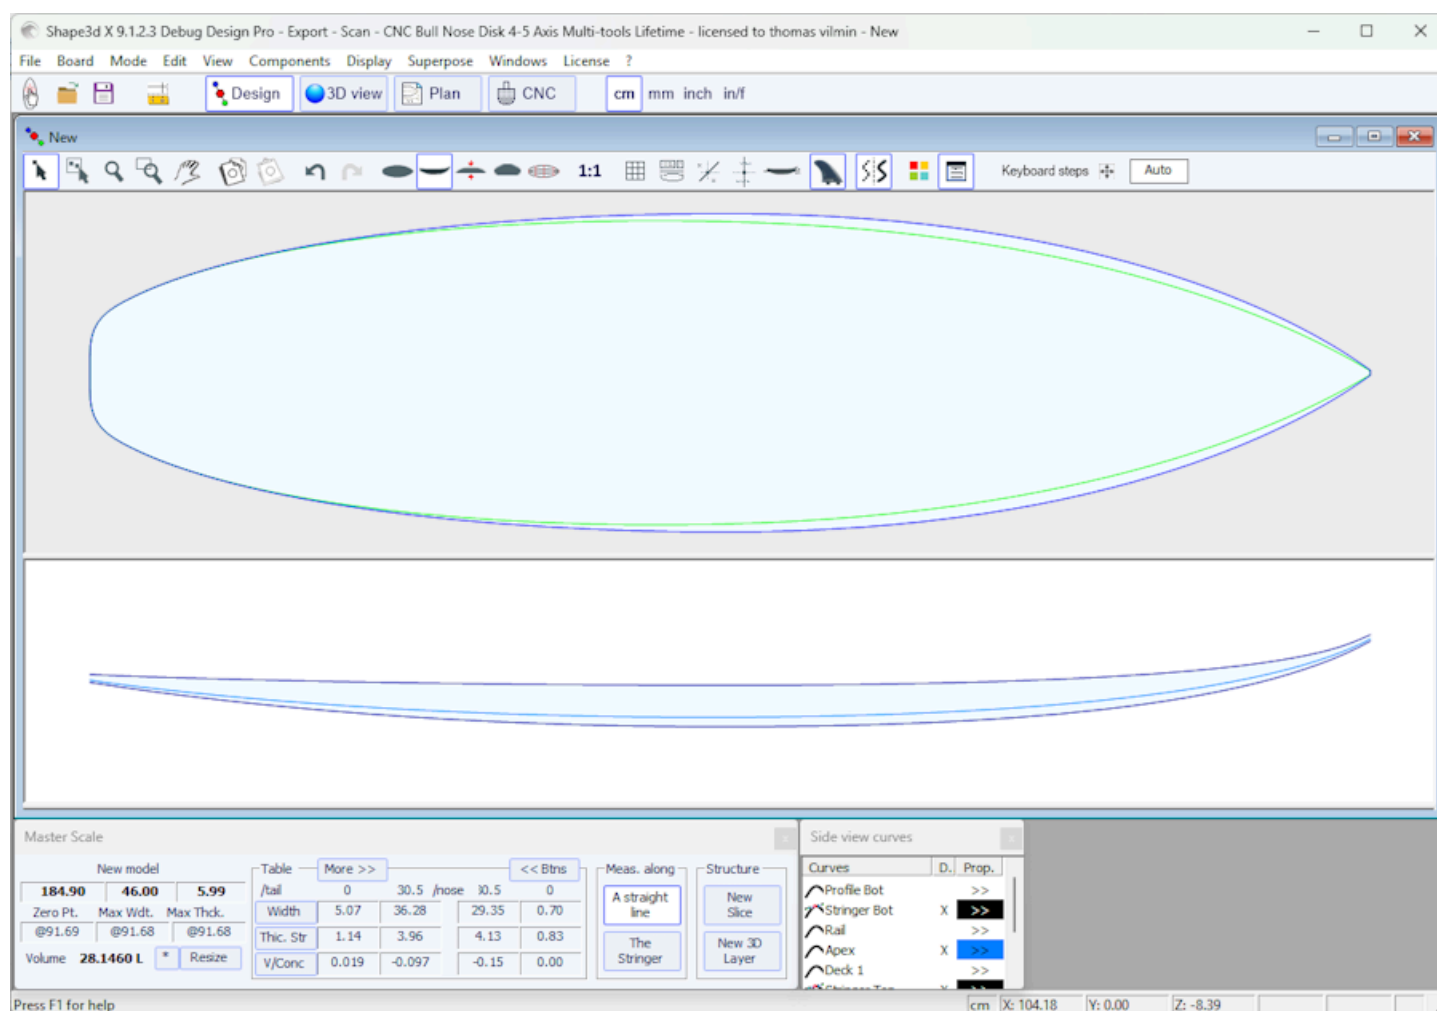 Shape3d X 9.1.2.3 Debug Design Pro - Export - Scan - CNC Bull Nose Disk 4-5 Axis Multi-tools Lifetime - licensed to thomas vilmin - New
File Board Mode Edit View Components Display Superpose Windows License ?
Design 3D view Plan CNC cm mm inch in/f
New
1:1 Keyboard steps Auto
Master Scale
New model
184.90 46.00 5.99
Zero Pt. Max Wdt. Max Thck.
@91.69 @91.68 @91.68
Volume 28.1460 L * Resize
Table More >> << Btns
/tail 0 30.5 /nose 30.5 0
Width 5.07 36.28 29.35 0.70
Thic. Str 1.14 3.96 4.13 0.83
V/Conc 0.019 -0.097 -0.15 0.00
Meas. along
A straight
line
The
Stringer
Structure
New
Slice
New 3D
Layer
Side view curves
Curves D. Prop.
Profile Bot >>
Stringer Bot X >>
Rail >>
Apex X >>
Deck 1 >>
Stringer Top X >>
Press F1 for help
cm X: 104.18 Y: 0.00 Z: -8.39